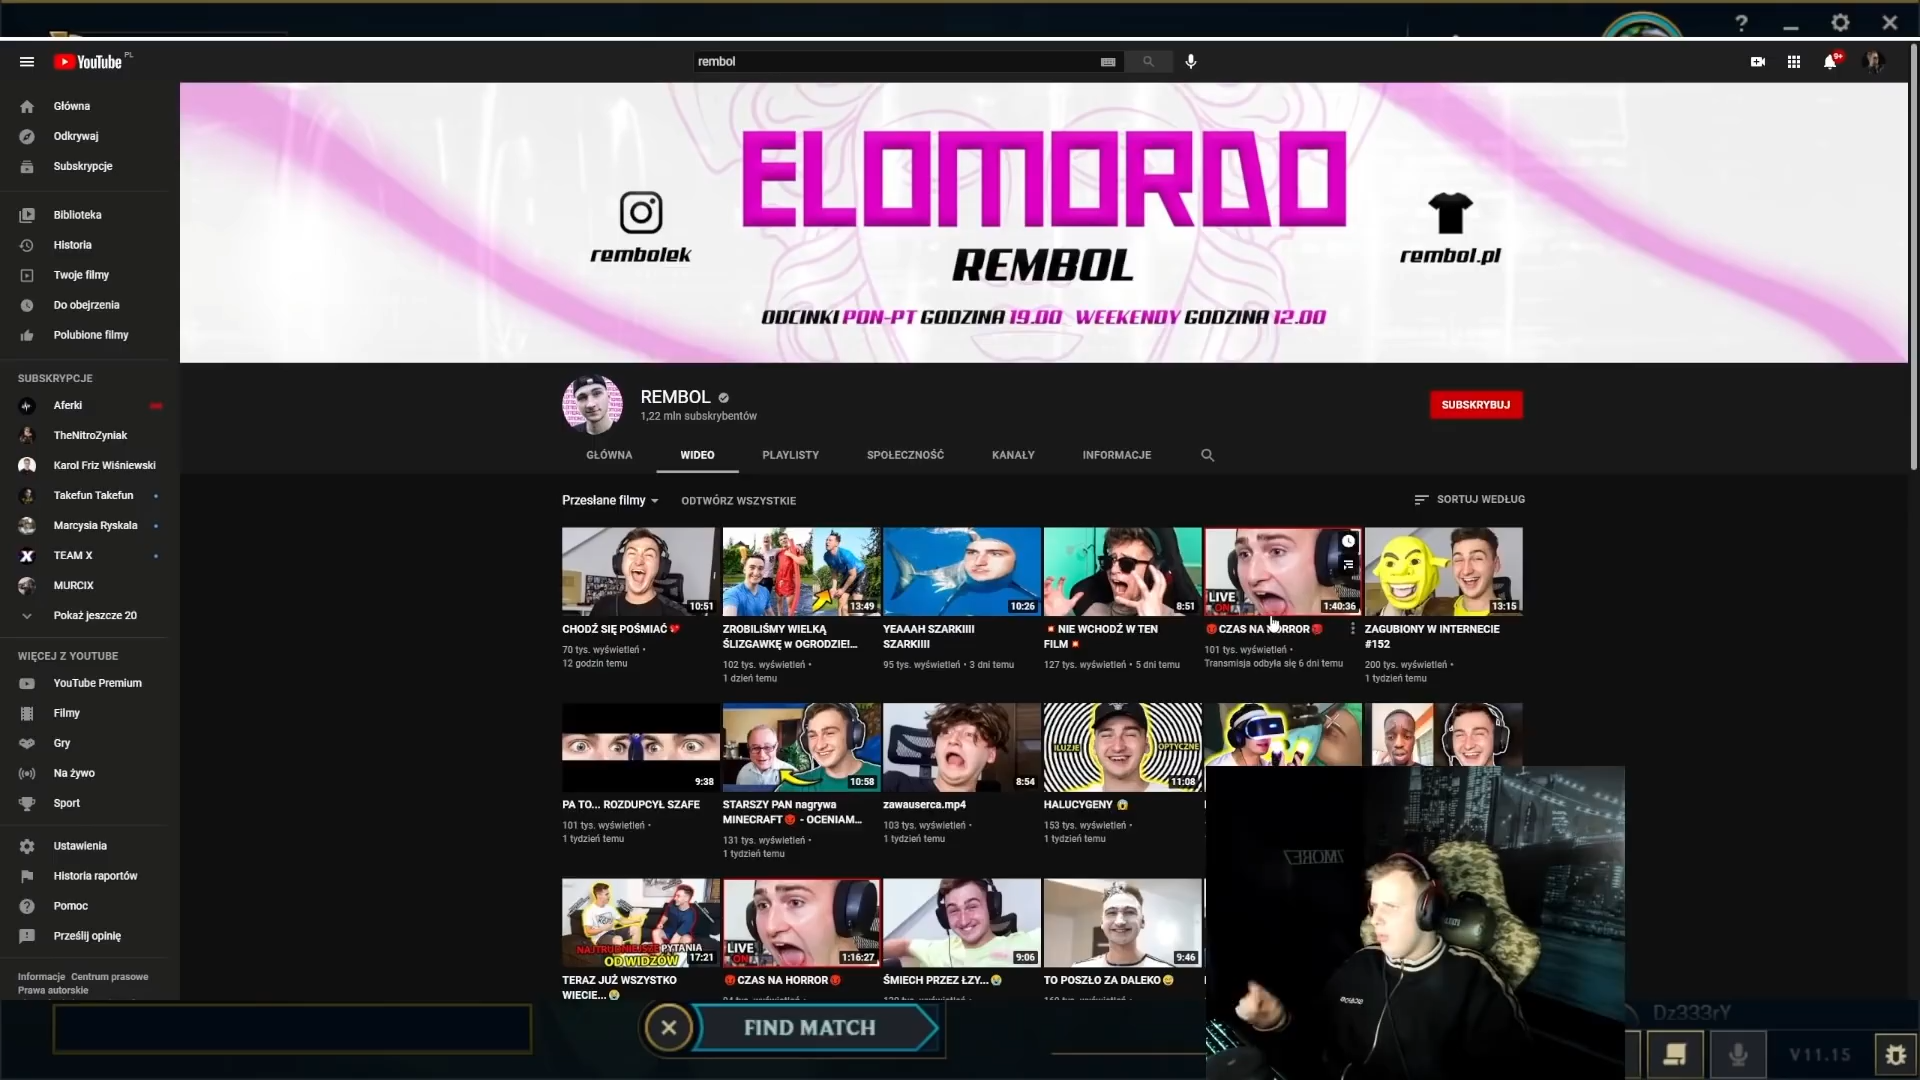 YouTube PL
rembol
9+
Główna
Odkrywaj
Subskrypcje
Biblioteka
Historia
Twoje filmy
Do obejrzenia
Polubione filmy
SUBSKRYPCJE
Aferki
TheNitroZyniak
Karol Friz Wiśniewski
Takefun Takefun
Marcysia Ryskala
TEAM X
MURCIX
Pokaż jeszcze 20
WIĘCEJ Z YOUTUBE
YouTube Premium
Filmy
Gry
Na żywo
Sport
Ustawienia
Historia raportów
Pomoc
Prześlij opinię
Informacje Centrum prasowe
Prawa autorskie
ELOMORDO
REMBOL
rembolek
rembol.pl
ODCINKI PON-PT GODZINA 19.00 WEEKENDY GODZINA 12.00
REMBOL
1,22 mln subskrybentów
SUBSKRYBUJ
GŁÓWNA WIDEO PLAYLISTY SPOŁECZNOŚĆ KANAŁY INFORMACJE
Przesłane filmy ODTWÓRZ WSZYSTKIE SORTUJ WEDŁUG
10:51
CHODŹ SIĘ POŚMIAĆ
70 tys. wyświetleń •
12 godzin temu
13:49
ZROBILIŚMY WIELKĄ
ŚLIZGAWKĘ w OGRODZIE!...
102 tys. wyświetleń •
1 dzień temu
10:26
YEAAAH SZARKIIII
SZARKIIII
95 tys. wyświetleń • 3 dni temu
8:51
NIE WCHODŹ W TEN
FILM
127 tys. wyświetleń • 5 dni temu
LIVE
ON
1:40:36
CZAS NA HORROR
101 tys. wyświetleń •
Transmisja odbyła się 6 dni temu
13:15
ZAGUBIONY W INTERNECIE
#152
200 tys. wyświetleń •
1 tydzień temu
9:38
PA TO... ROZDUPCYŁ SZAFE
101 tys. wyświetleń •
1 tydzień temu
10:58
STARSZY PAN nagrywa
MINECRAFT - OCENIAM...
131 tys. wyświetleń •
1 tydzień temu
8:54
zawauserca.mp4
103 tys. wyświetleń •
1 tydzień temu
ILUZJE OPTYCZNE
11:08
HALUCYGENY
153 tys. wyświetleń •
1 tydzień temu
NAJTRUDNIEJSZE PYTANIA
OD WIDZÓW
17:21
TERAZ JUŻ WSZYSTKO
WIECIE...
LIVE
ON
1:16:27
CZAS NA HORROR
9:06
ŚMIECH PRZEZ ŁZY...
9:46
TO POSZŁO ZA DALEKO
FIND MATCH
Dz333rY
V11.15